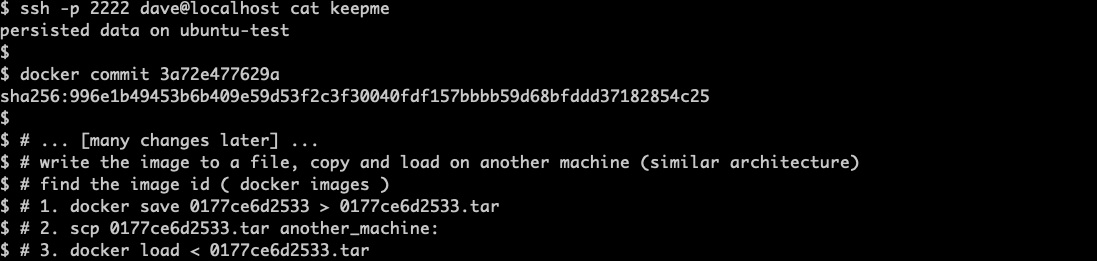 $ ssh -p 2222 dave@localhost cat keepme
persisted data on ubuntu-test
$
$ docker commit 3a72e477629a
sha256:996e1b49453b6b409e59d53f2c3f30040fdf157bbbb59d68bfddd37182854c25
$
$ # ... [many changes later] ...
$ # write the image to a file, copy and load on another machine (similar architecture)
$ # find the image id ( docker images )
$ # 1. docker save 0177ce6d2533 > 0177ce6d2533.tar
$ # 2. scp 0177ce6d2533.tar another_machine:
$ # 3. docker load < 0177ce6d2533.tar